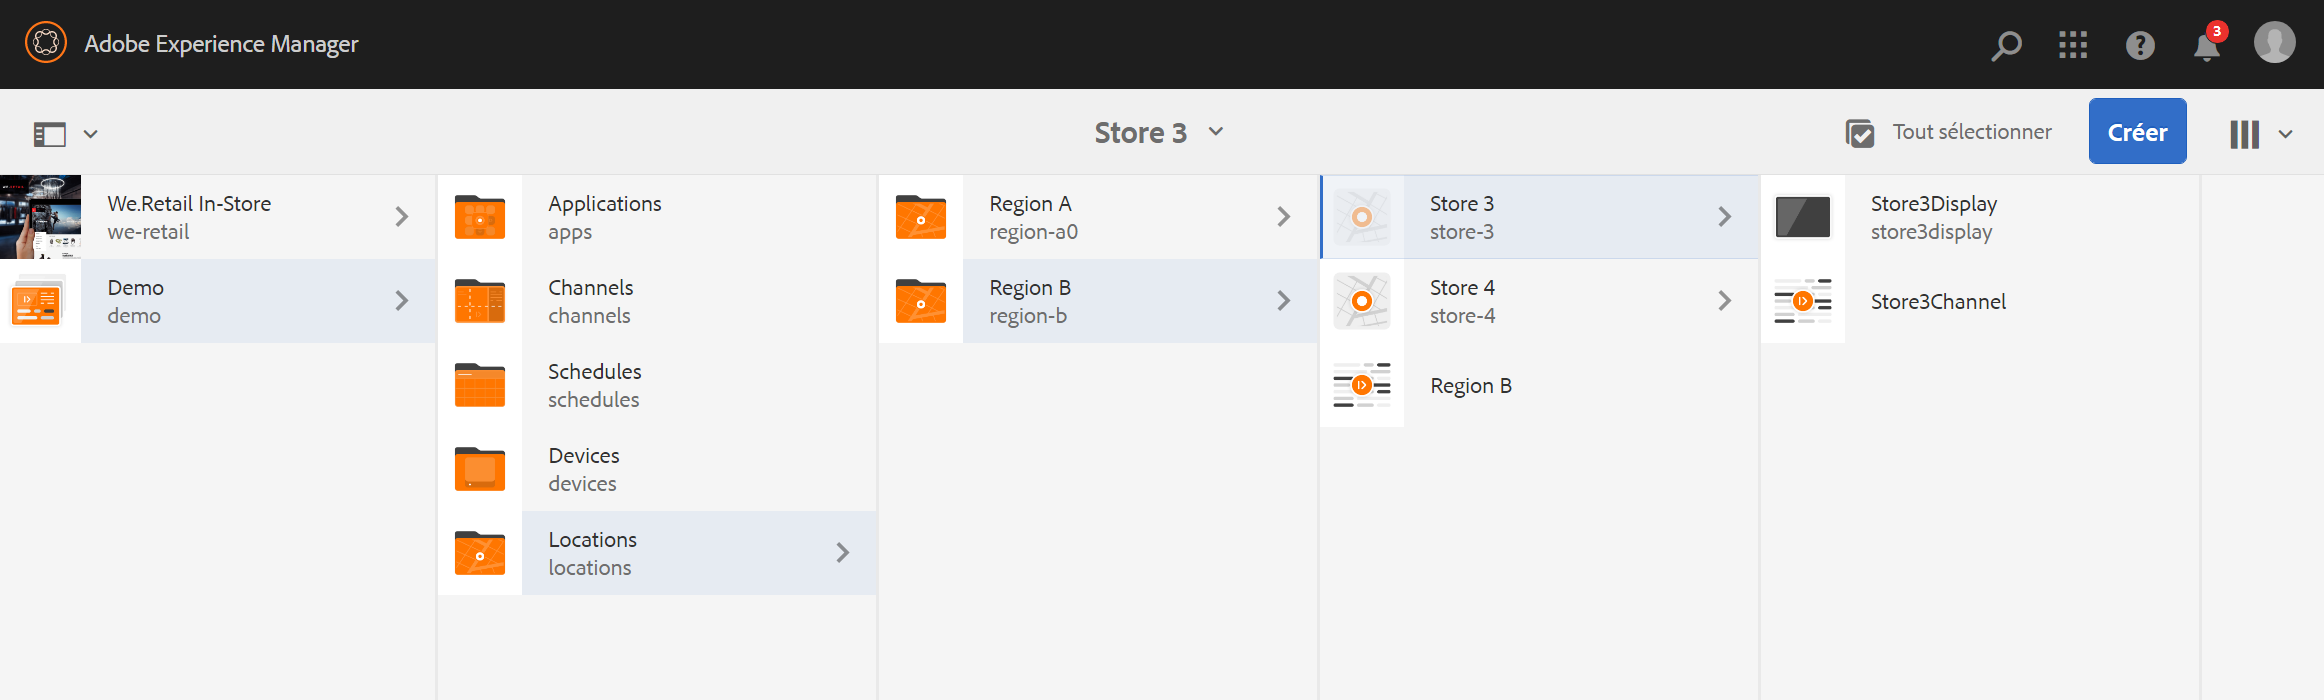 Adobe Experience Manager
3
Store 3
Tout sélectionner
Créer
We.Retail In-Store
we-retail
Demo
demo
Applications
apps
Channels
channels
Schedules
schedules
Devices
devices
Locations
locations
Region A
region-a0
Region B
region-b
Store 3
store-3
Store 4
store-4
Region B
Store3Display
store3display
Store3Channel